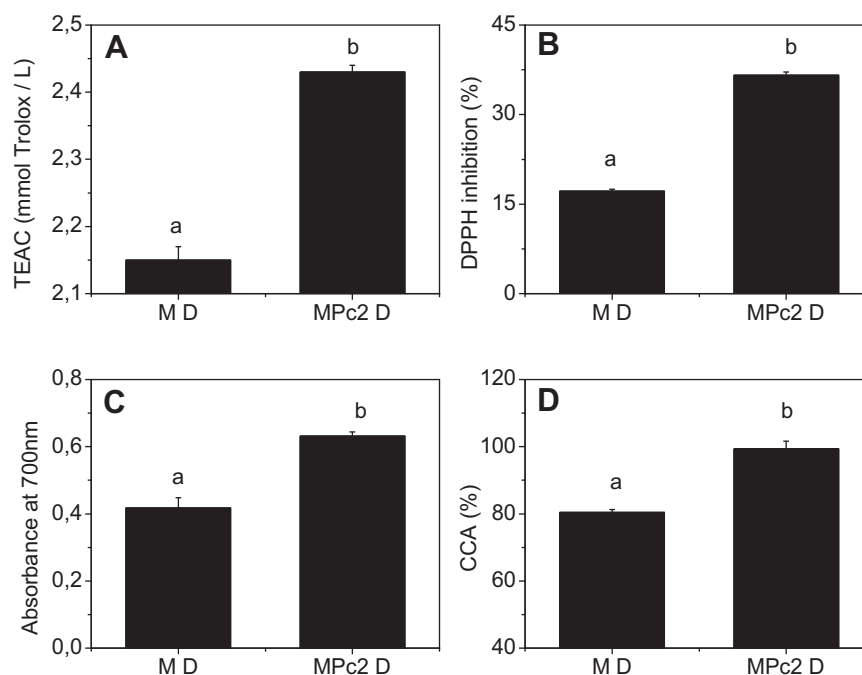 A
TEAC (mmol Trolox / L)
2,5
2,4
2,3
2,2
2,1
a
b
M D
MPc2 D
B
DPPH inhibition (%)
45
30
15
0
a
b
M D
MPc2 D
C
Absorbance at 700nm
0,8
0,6
0,4
0,2
0,0
a
b
M D
MPc2 D
D
CCA (%)
120
100
80
60
40
a
b
M D
MPc2 D